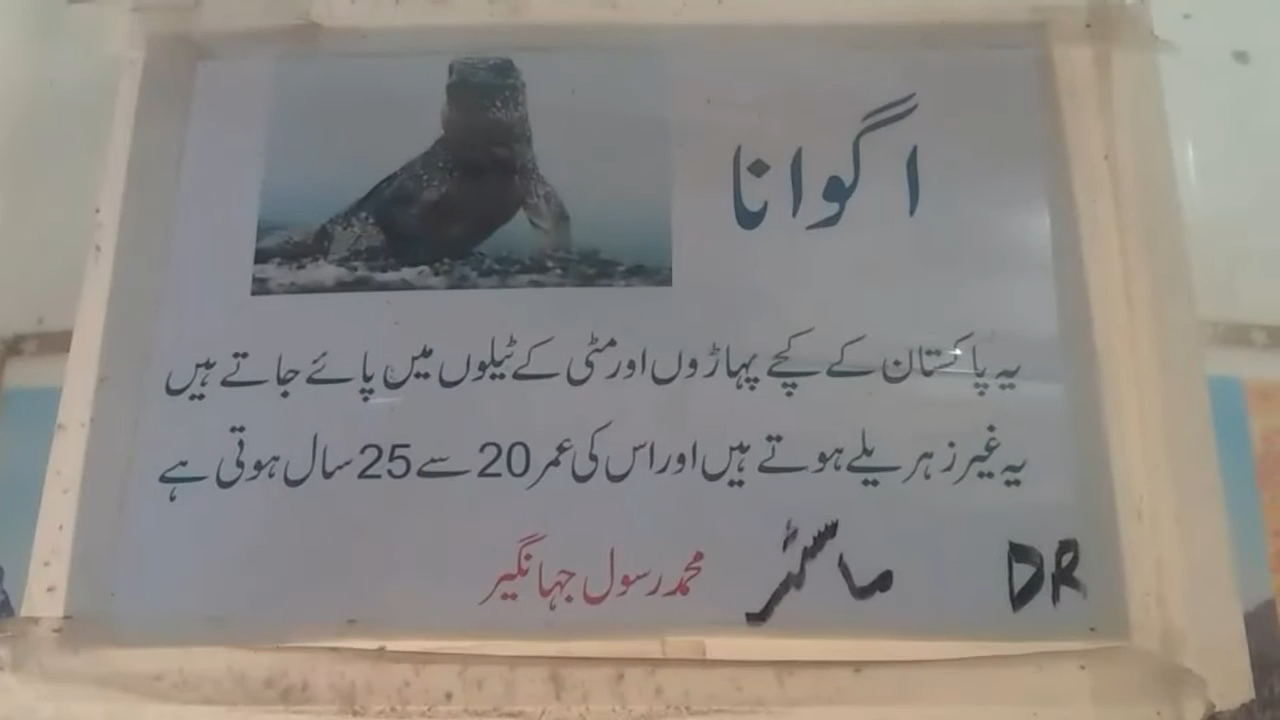 اگوانا
یہ پاکستان کے کچے پہاڑوں اور مٹی کے ٹیلوں میں پائے جاتے ہیں
یہ غیر زہریلے ہوتے ہیں اور اس کی عمر 20 سے 25 سال ہوتی ہے
DR ماسٹر محمد رسول جہانگیر